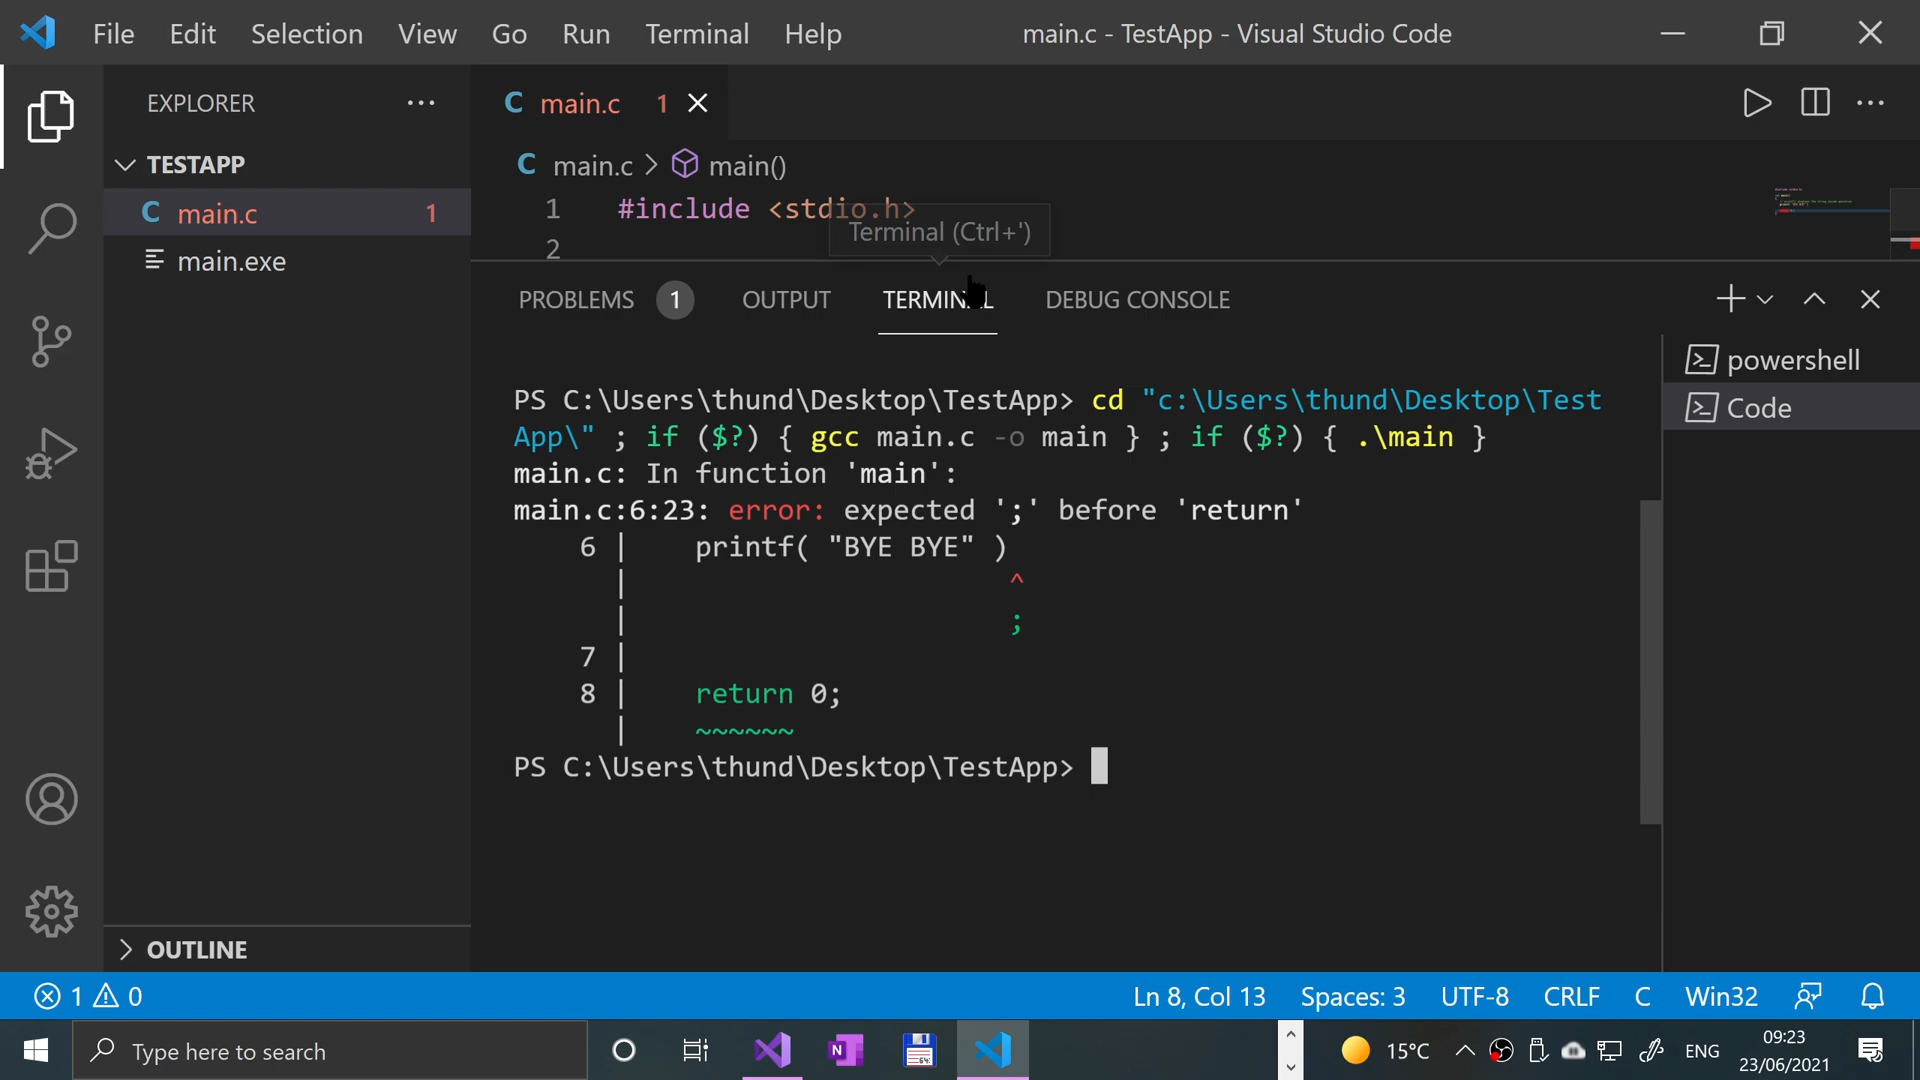 File Edit Selection View Go Run Terminal Help
main.c - TestApp - Visual Studio Code
EXPLORER
TESTAPP
C main.c 1
main.exe
OUTLINE
C main.c 1
C main.c > main()
1 #include <stdio.h>
2
Terminal (Ctrl+')
PROBLEMS 1 OUTPUT TERMINAL DEBUG CONSOLE
powershell
Code
PS C:\Users\thund\Desktop\TestApp> cd "c:\Users\thund\Desktop\Test
App\" ; if ($?) { gcc main.c -o main } ; if ($?) { .\main }
main.c: In function 'main':
main.c:6:23: error: expected ';' before 'return'
6 |     printf( "BYE BYE" )
|                        ^
|                        ;
7 |
8 |     return 0;
|     ~~~~~~
PS C:\Users\thund\Desktop\TestApp>
1 0
Ln 8, Col 13 Spaces: 3 UTF-8 CRLF C Win32
Type here to search
N
64
15°C
ENG
09:23
23/06/2021